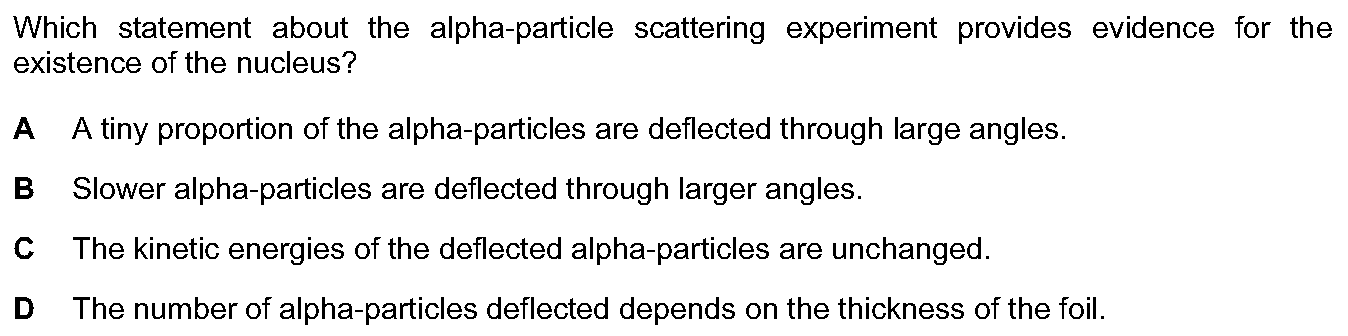 Which statement about the alpha-particle scattering experiment provides evidence for the
existence of the nucleus?
A A tiny proportion of the alpha-particles are deflected through large angles.
B Slower alpha-particles are deflected through larger angles.
C The kinetic energies of the deflected alpha-particles are unchanged.
D The number of alpha-particles deflected depends on the thickness of the foil.